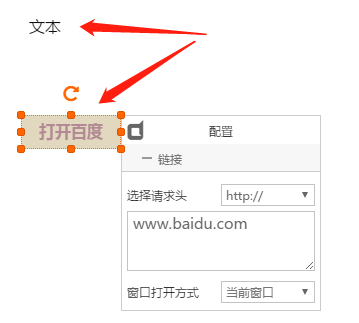 文本
打开百度
配置
一 链接
选择请求头 http://
www.baidu.com
窗口打开方式 当前窗口